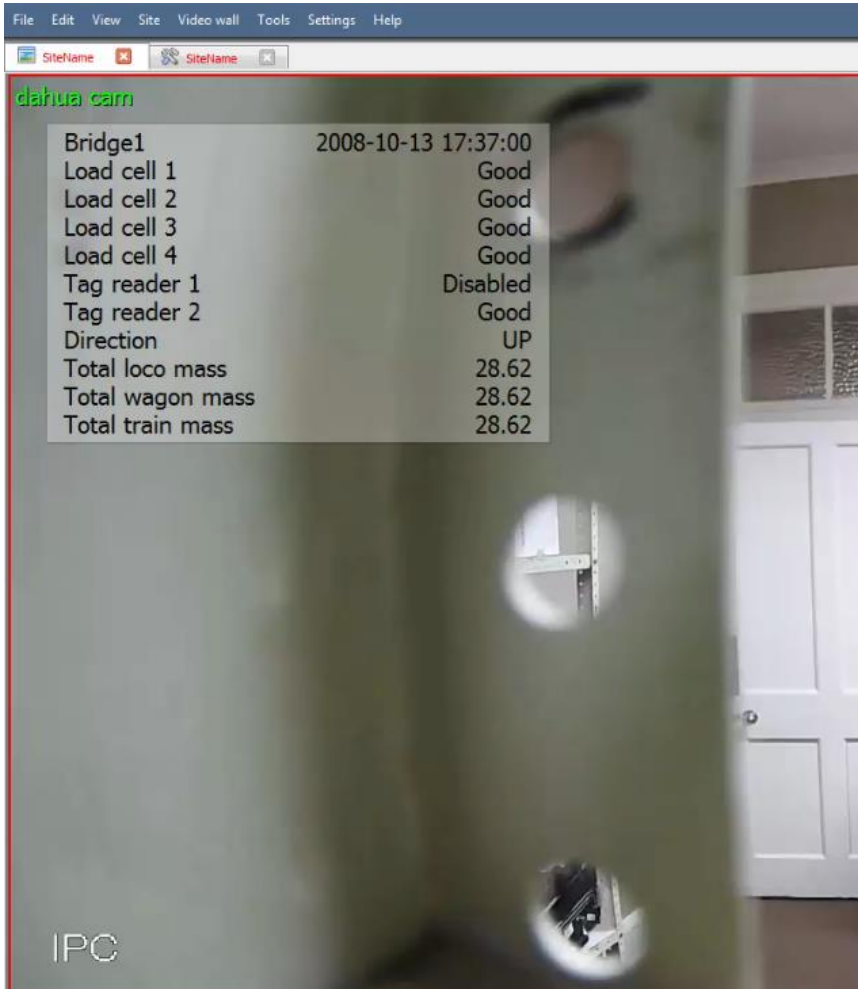 File Edit View Site Video wall Tools Settings Help
SiteName SiteName
dahua cam
Bridge1 2008-10-13 17:37:00
Load cell 1 Good
Load cell 2 Good
Load cell 3 Good
Load cell 4 Good
Tag reader 1 Disabled
Tag reader 2 Good
Direction UP
Total loco mass 28.62
Total wagon mass 28.62
Total train mass 28.62
IPC